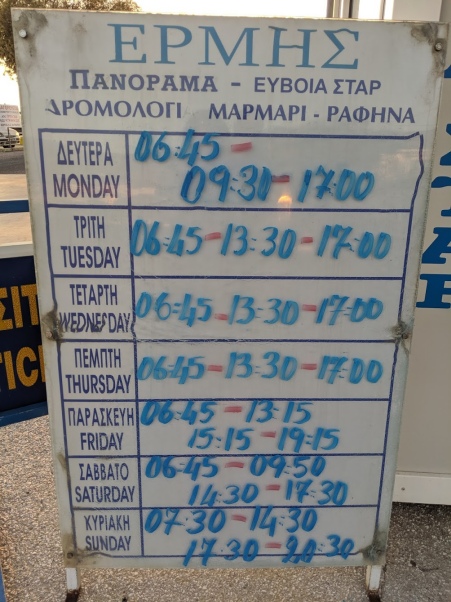 ΕΡΜΗΣ
ΠΑΝΟΡΑΜΑ - ΕΥΒΟΙΑ ΣΤΑΡ
ΔΡΟΜΟΛΟΓΙ ΜΑΡΜΑΡΙ - ΡΑΦΗΝΑ
ΔΕΥΤΕΡΑ 06:45 -
MONDAY 09:30 - 17:00
ΤΡΙΤΗ
TUESDAY 06:45 - 13:30 - 17:00
ΤΕΤΑΡΤΗ
WEDNESDAY 06:45 - 13:30 - 17:00
ΠΕΜΠΤΗ
THURSDAY 06:45 - 13:30 - 17:00
ΠΑΡΑΣΚΕΥΗ 06:45 - 13:15
FRIDAY 15:15 - 19:15
ΣΑΒΒΑΤΟ 06:45 - 09:50
SATURDAY 14:30 - 17:30
ΚΥΡΙΑΚΗ 07:30 - 14:30
SUNDAY 17:30 - 20:30